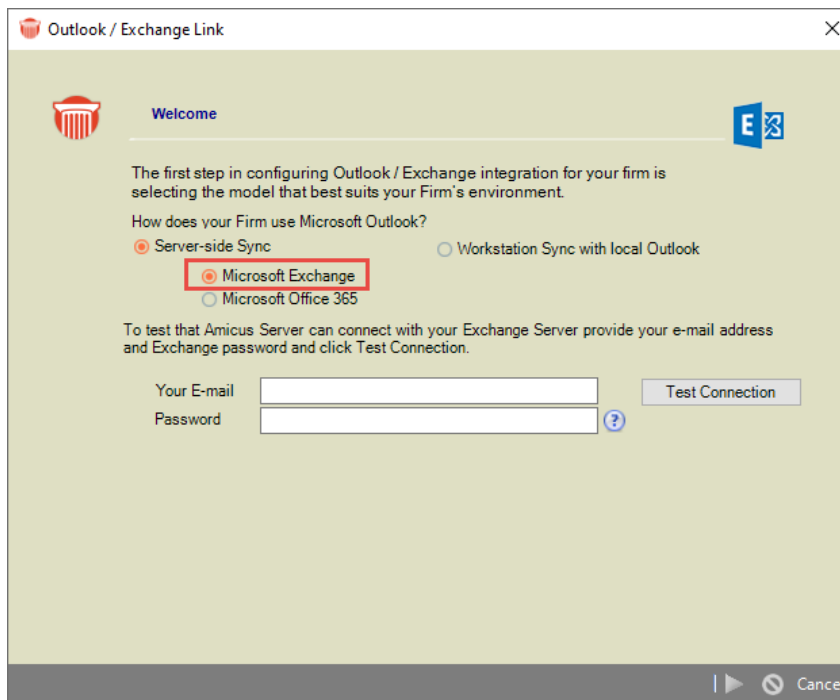 Outlook / Exchange Link
Welcome
E
The first step in configuring Outlook / Exchange integration for your firm is
selecting the model that best suits your Firm's environment.
How does your Firm use Microsoft Outlook?
Server-side Sync
Workstation Sync with local Outlook
Microsoft Exchange
Microsoft Office 365
To test that Amicus Server can connect with your Exchange Server provide your e-mail address
and Exchange password and click Test Connection.
Your E-mail
Test Connection
Password
?
Cance